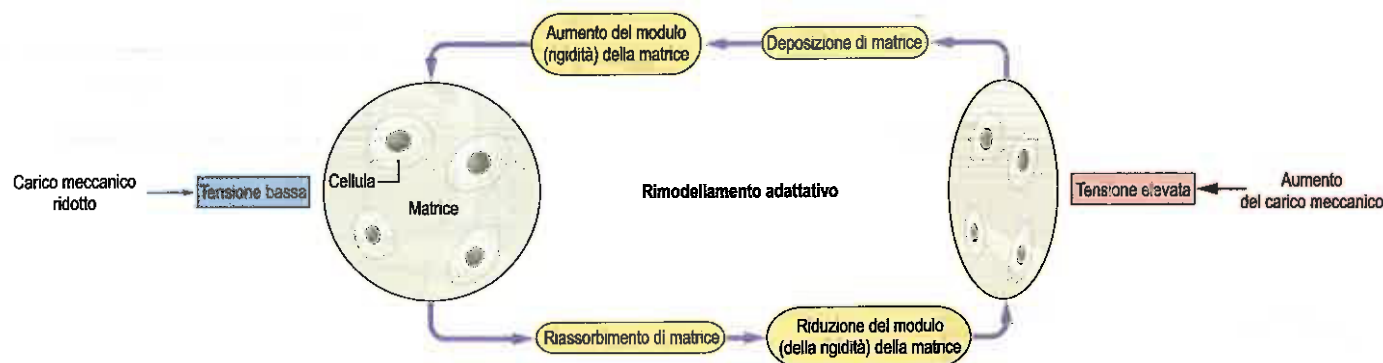 Aumento del modulo
(rigidità) della matrice
Deposizione di matrice
Carico meccanico
ridotto
Tensione bassa
Cellula
Matrice
Rimodellamento adattativo
Tensione elevata
Aumento
del carico meccanico
Riassorbimento di matrice
Riduzione del modulo
(della rigidità) della matrice